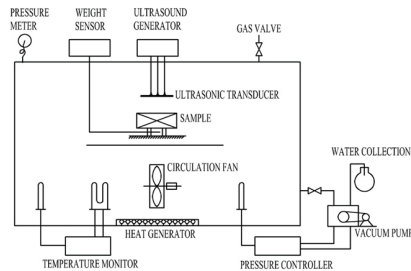 PRESSURE
METER
WEIGHT
SENSOR
ULTRASOUND
GENERATOR
GAS VALVE
ULTRASONIC TRANSDUCER
SAMPLE
CIRCULATION FAN
WATER COLLECTION
HEAT GENERATOR
VACUUM PUMP
TEMPERATURE MONITOR
PRESSURE CONTROLLER